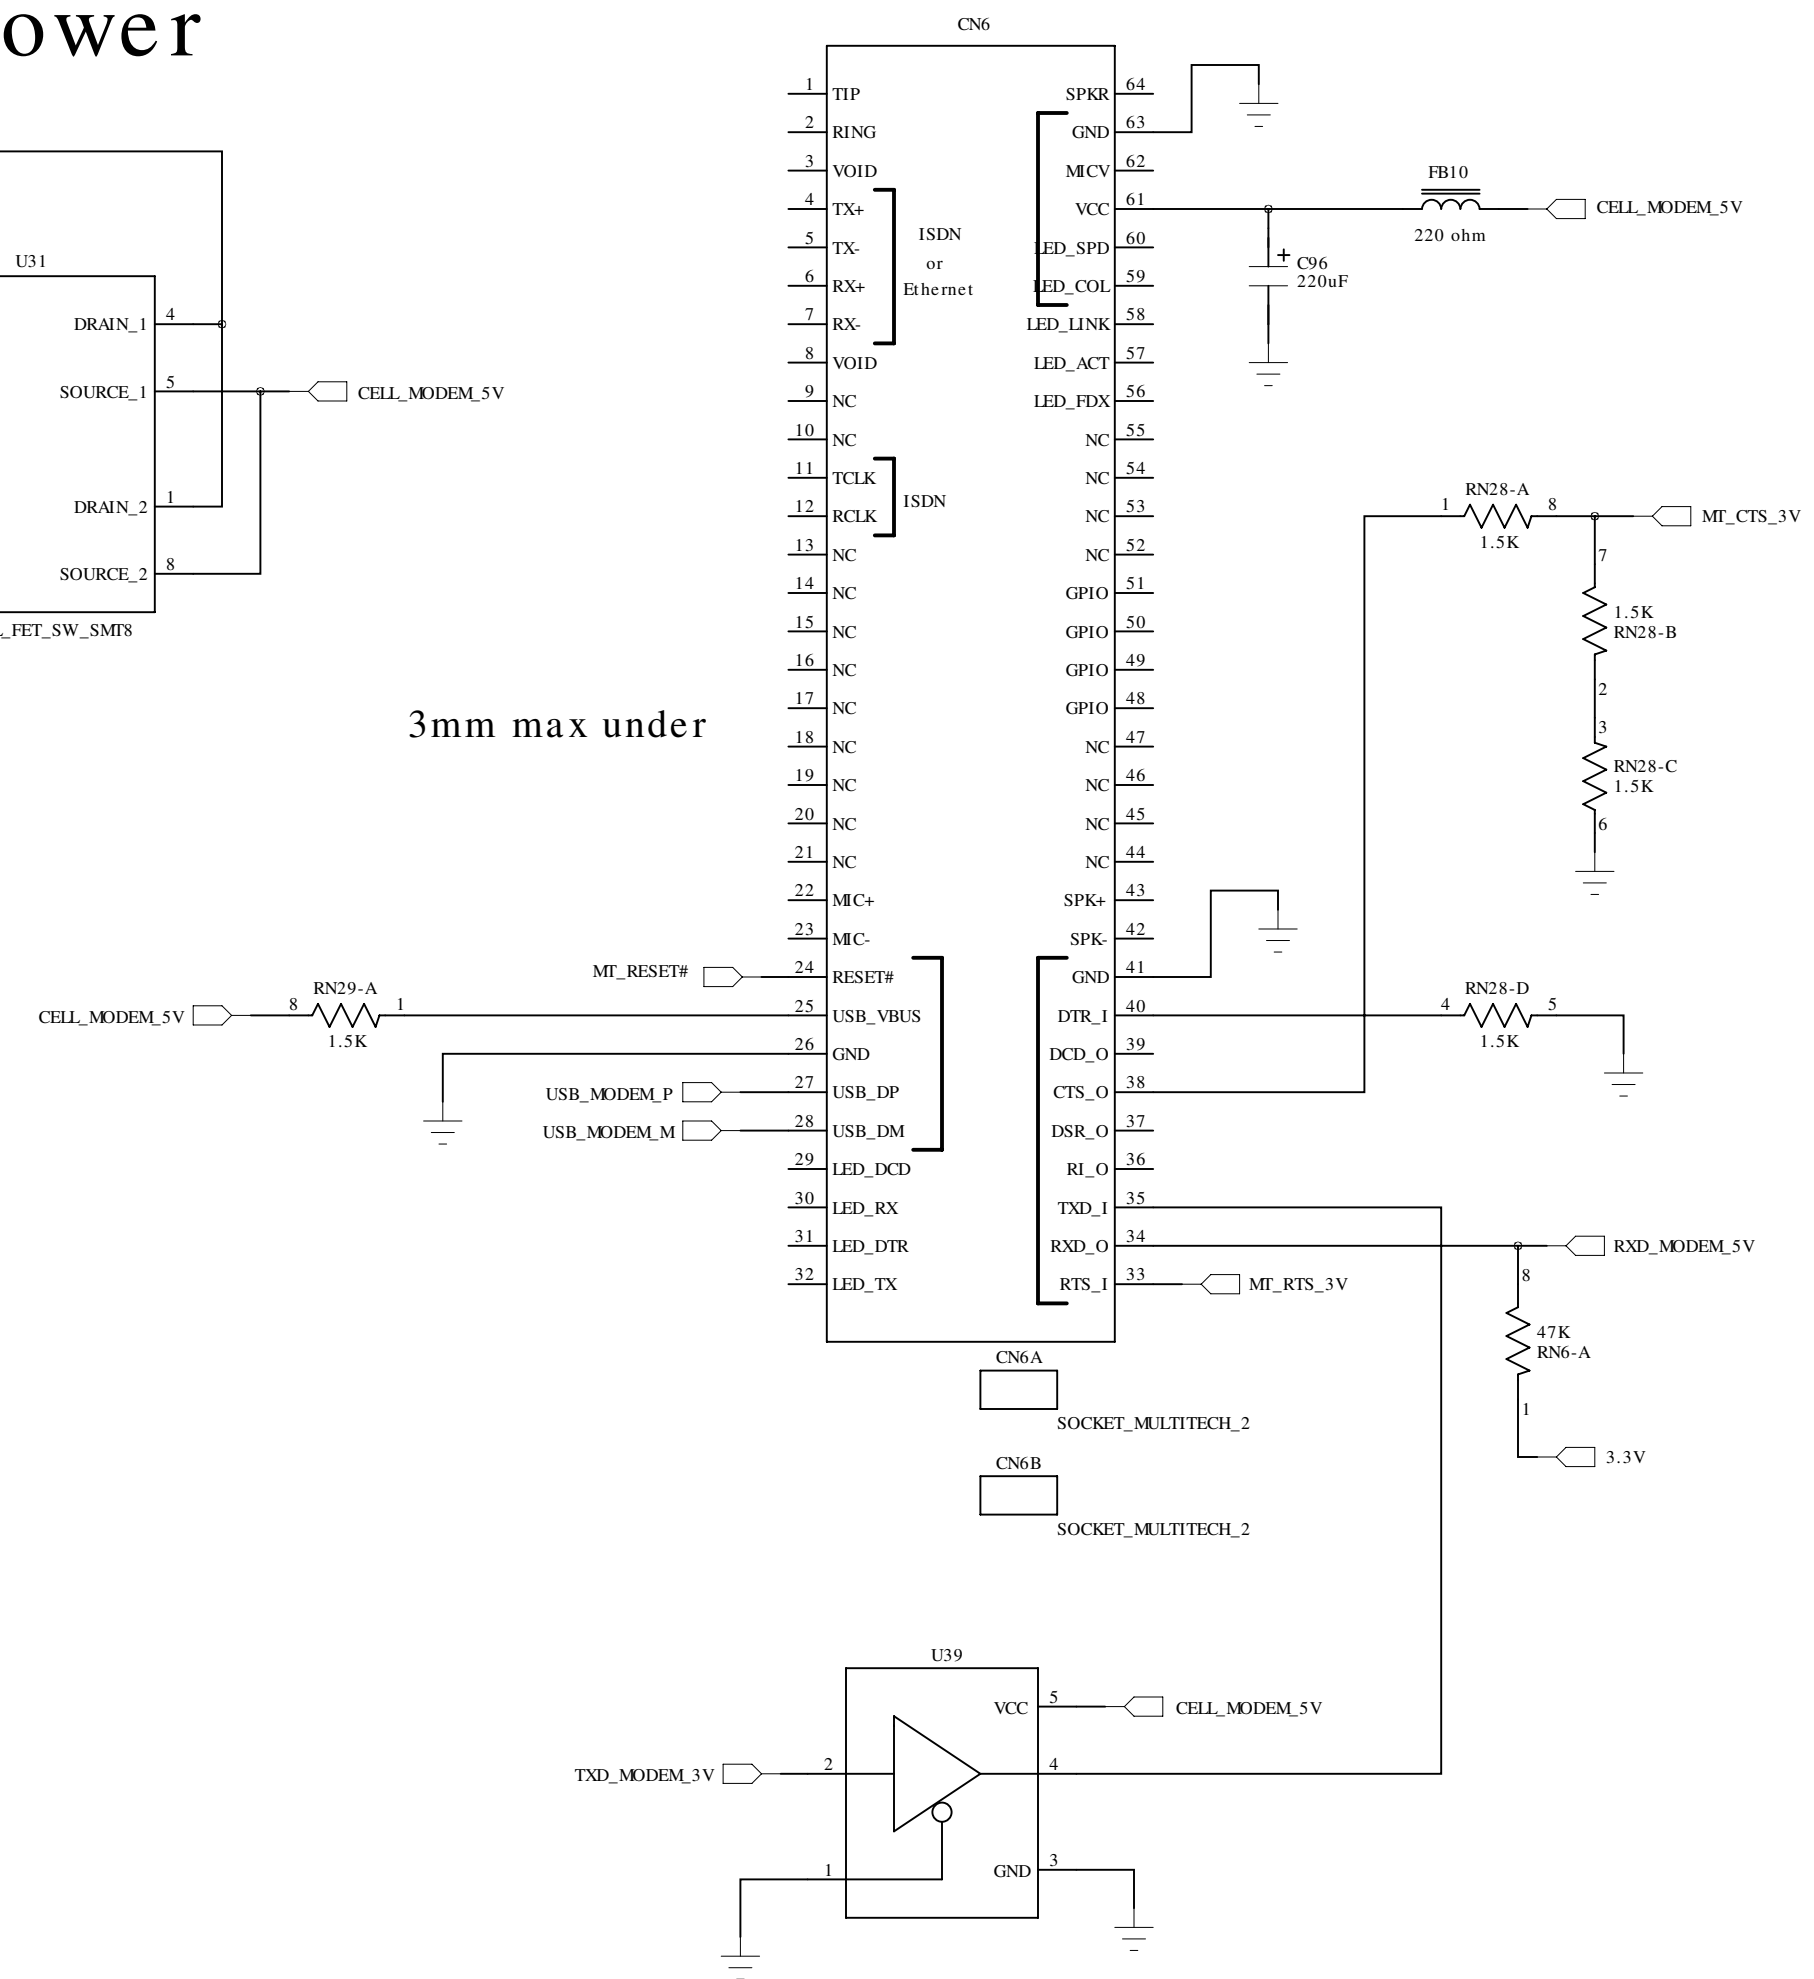 ower
U31
DRAIN_1
4
SOURCE_1
5
CELL_MODEM_5V
DRAIN_2
1
SOURCE_2
8
_FET_SW_SMT8
3mm max under
CN6
1 TIP
2 RING
3 VOID
4 TX+
5 TX-
6 RX+
7 RX-
8 VOID
9 NC
10 NC
11 TCLK
12 RCLK
13 NC
14 NC
15 NC
16 NC
17 NC
18 NC
19 NC
20 NC
21 NC
22 MIC+
23 MIC-
24 RESET#
25 USB_VBUS
26 GND
27 USB_DP
28 USB_DM
29 LED_DCD
30 LED_RX
31 LED_DTR
32 LED_TX
ISDN
or
Ethernet
ISDN
SPKR 64
GND 63
MICV 62
VCC 61
LED_SPD 60
LED_COL 59
LED_LINK 58
LED_ACT 57
LED_FDX 56
NC 55
NC 54
NC 53
NC 52
GPIO 51
GPIO 50
GPIO 49
GPIO 48
NC 47
NC 46
NC 45
NC 44
SPK+ 43
SPK- 42
GND 41
DTR_I 40
DCD_O 39
CTS_O 38
DSR_O 37
RI_O 36
TXD_I 35
RXD_O 34
RTS_I 33
MT_RESET#
CELL_MODEM_5V
8
RN29-A
1
1.5K
USB_MODEM_P
USB_MODEM_M
FB10
220 ohm
CELL_MODEM_5V
+
C96
220uF
1
RN28-A
8
1.5K
MT_CTS_3V
7
1.5K
RN28-B
2
3
RN28-C
1.5K
6
4
RN28-D
5
1.5K
RXD_MODEM_5V
8
47K
RN6-A
1
3.3V
MT_RTS_3V
CN6A
SOCKET_MULTITECH_2
CN6B
SOCKET_MULTITECH_2
U39
VCC
5
CELL_MODEM_5V
TXD_MODEM_3V
2
4
1
GND
3